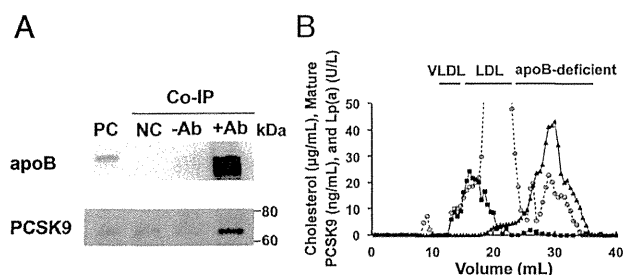 A
Co-IP
PC NC -Ab +Ab kDa
apoB
PCSK9
80
60
B
VLDL LDL apoB-deficient
Cholesterol (µg/mL), Mature
PCSK9 (ng/mL), and Lp(a) (U/L)
50
40
30
20
10
0
0 10 20 30 40
Volume (mL)